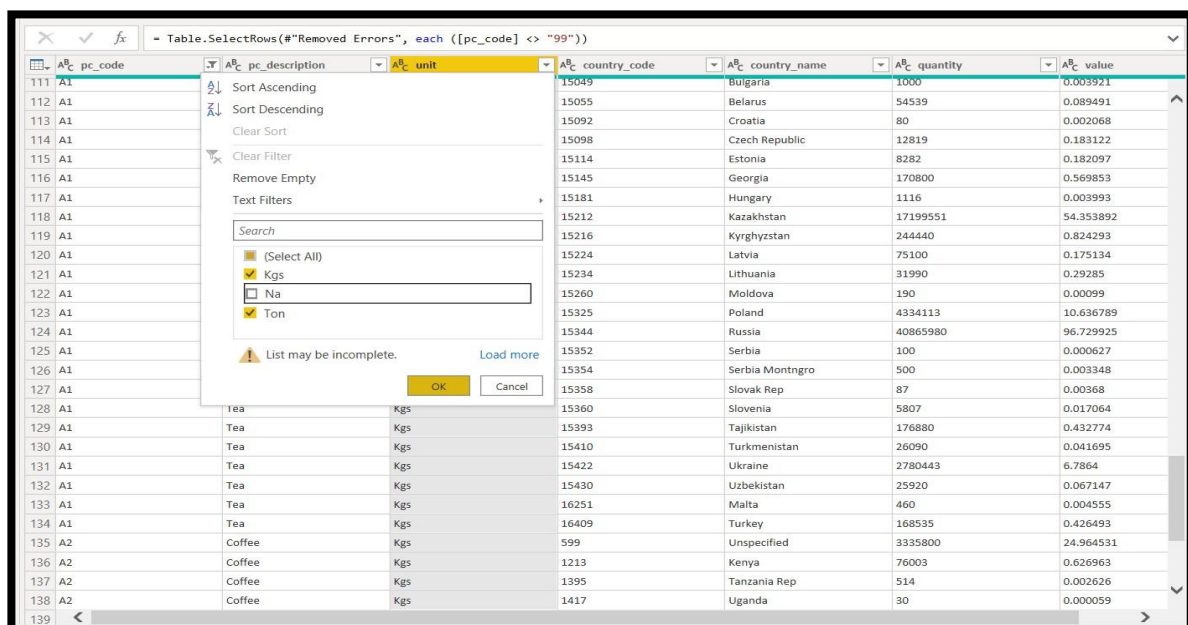 fx = Table.SelectRows(#"Removed Errors", each ([pc_code] <> "99"))
ABC pc_code ABC pc_description ABC unit ABC country_code ABC country_name ABC quantity ABC value
111 A1 15049 Bulgaria 1000 0.003921
112 A1 Sort Ascending 15055 Belarus 54539 0.089491
113 A1 Sort Descending 15092 Croatia 80 0.002068
114 A1 Clear Sort 15098 Czech Republic 12819 0.183122
115 A1 Clear Filter 15114 Estonia 8282 0.182097
116 A1 Remove Empty 15145 Georgia 170800 0.569853
117 A1 Text Filters 15181 Hungary 1116 0.003993
118 A1 15212 Kazakhstan 17199551 54.353892
119 A1 Search 15216 Kyrghyzstan 244440 0.824293
120 A1 (Select All) 15224 Latvia 75100 0.175134
121 A1 Kgs 15234 Lithuania 31990 0.29285
122 A1 Na 15260 Moldova 190 0.00099
123 A1 Ton 15325 Poland 4334113 10.636789
124 A1 15344 Russia 40865980 96.729925
125 A1 List may be incomplete. Load more 15352 Serbia 100 0.000627
126 A1 15354 Serbia Montngro 500 0.003348
127 A1 OK Cancel 15358 Slovak Rep 87 0.00368
128 A1 Tea Kgs 15360 Slovenia 5807 0.017064
129 A1 Tea Kgs 15393 Tajikistan 176880 0.432774
130 A1 Tea Kgs 15410 Turkmenistan 26090 0.041695
131 A1 Tea Kgs 15422 Ukraine 2780443 6.7864
132 A1 Tea Kgs 15430 Uzbekistan 25920 0.067147
133 A1 Tea Kgs 16251 Malta 460 0.004555
134 A1 Tea Kgs 16409 Turkey 168535 0.426493
135 A2 Coffee Kgs 599 Unspecified 3335800 24.964531
136 A2 Coffee Kgs 1213 Kenya 76003 0.626963
137 A2 Coffee Kgs 1395 Tanzania Rep 514 0.002626
138 A2 Coffee Kgs 1417 Uganda 30 0.000059
139